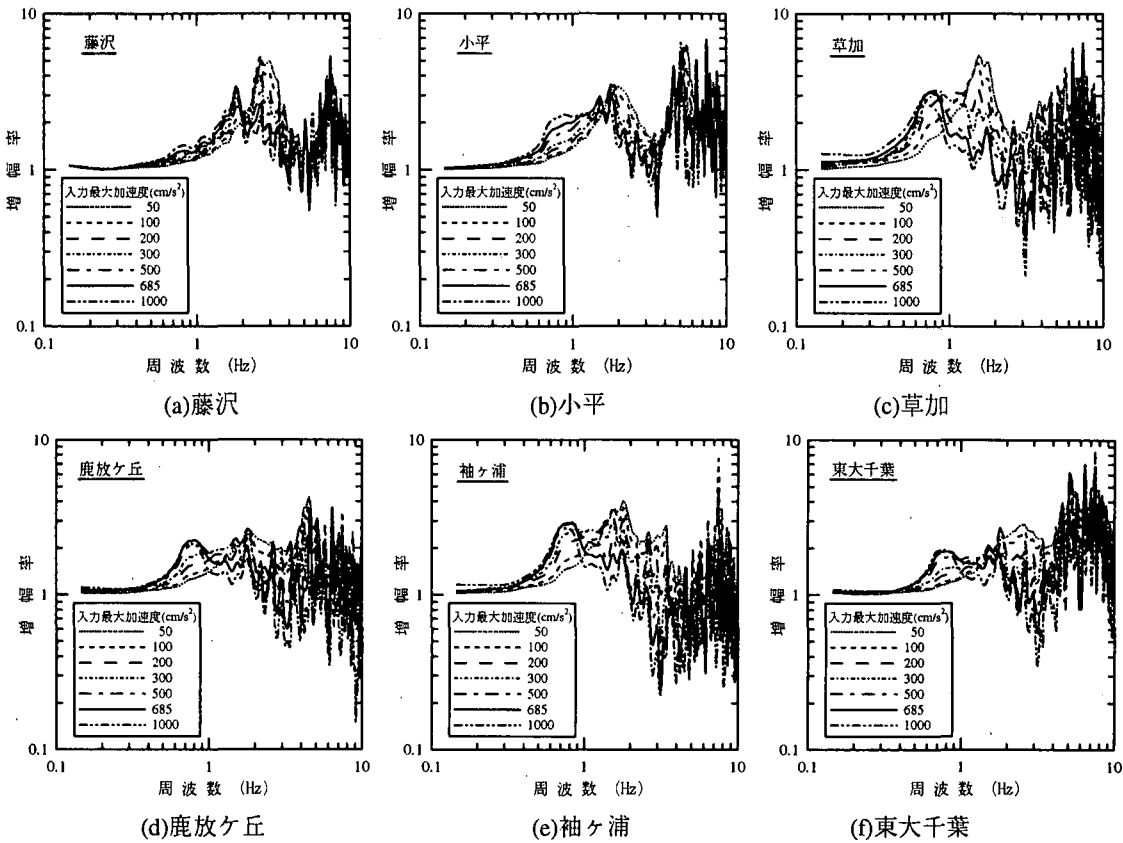 10
藤沢
増幅率
1
入力最大加速度(cm/s²)
50
100
200
300
500
685
1000
0.1
0.1 1 10
周波数 (Hz)
(a)藤沢
10
小平
増幅率
1
入力最大加速度(cm/s²)
50
100
200
300
500
685
1000
0.1
0.1 1 10
周波数 (Hz)
(b)小平
10
草加
増幅率
1
入力最大加速度(cm/s²)
50
100
200
300
500
685
1000
0.1
0.1 1 10
周波数 (Hz)
(c)草加
10
鹿放ケ丘
増幅率
1
入力最大加速度(cm/s²)
50
100
200
300
500
685
1000
0.1
0.1 1 10
周波数 (Hz)
(d)鹿放ケ丘
10
袖ヶ浦
増幅率
1
入力最大加速度(cm/s²)
50
100
200
300
500
685
1000
0.1
0.1 1 10
周波数 (Hz)
(e)袖ヶ浦
10
東大千葉
増幅率
1
入力最大加速度(cm/s²)
50
100
200
300
500
685
1000
0.1
0.1 1 10
周波数 (Hz)
(f)東大千葉